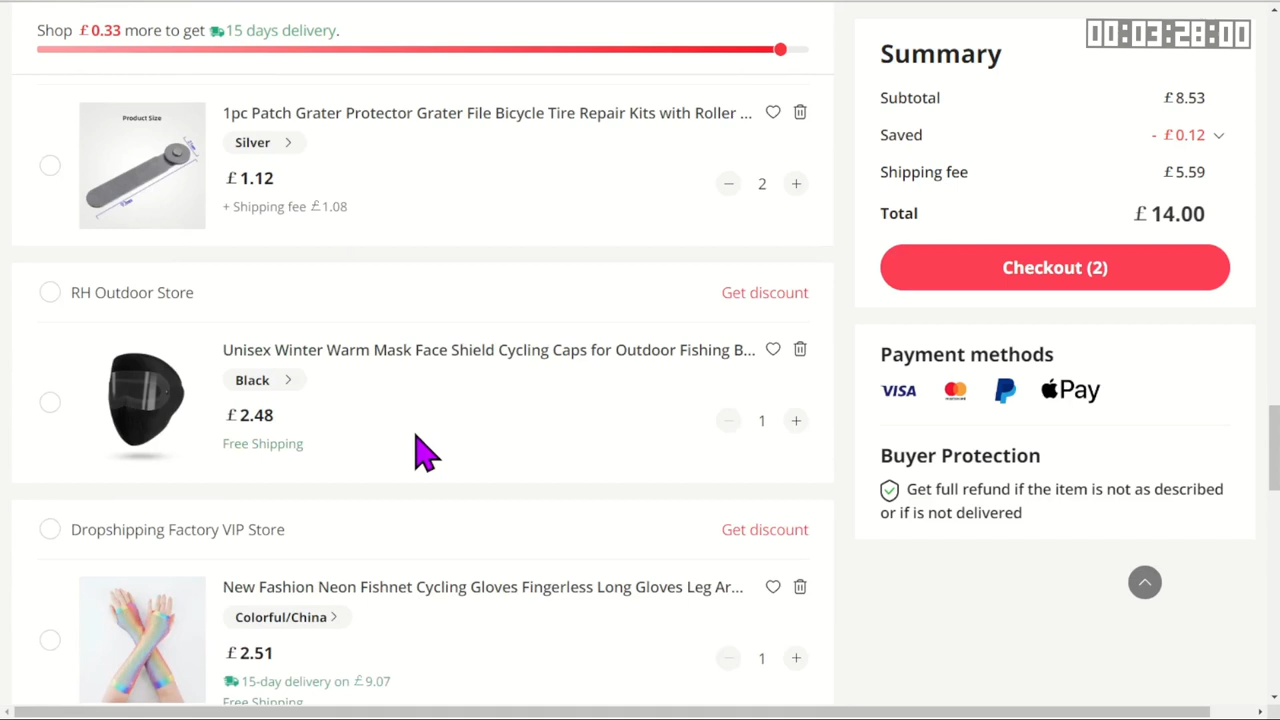 00:03:28:00
Shop £0.33 more to get 15 days delivery.
Product Size
1pc Patch Grater Protector Grater File Bicycle Tire Repair Kits with Roller ...
Silver
£1.12
+ Shipping fee £1.08
2
RH Outdoor Store
Get discount
Unisex Winter Warm Mask Face Shield Cycling Caps for Outdoor Fishing B...
Black
£2.48
Free Shipping
1
Dropshipping Factory VIP Store
Get discount
New Fashion Neon Fishnet Cycling Gloves Fingerless Long Gloves Leg Ar...
Colorful/China
£2.51
15-day delivery on £9.07
Free Shipping
1
Summary
Subtotal £8.53
Saved - £0.12
Shipping fee £5.59
Total £14.00
Checkout (2)
Payment methods
VISA Pay
Buyer Protection
Get full refund if the item is not as described
or if is not delivered